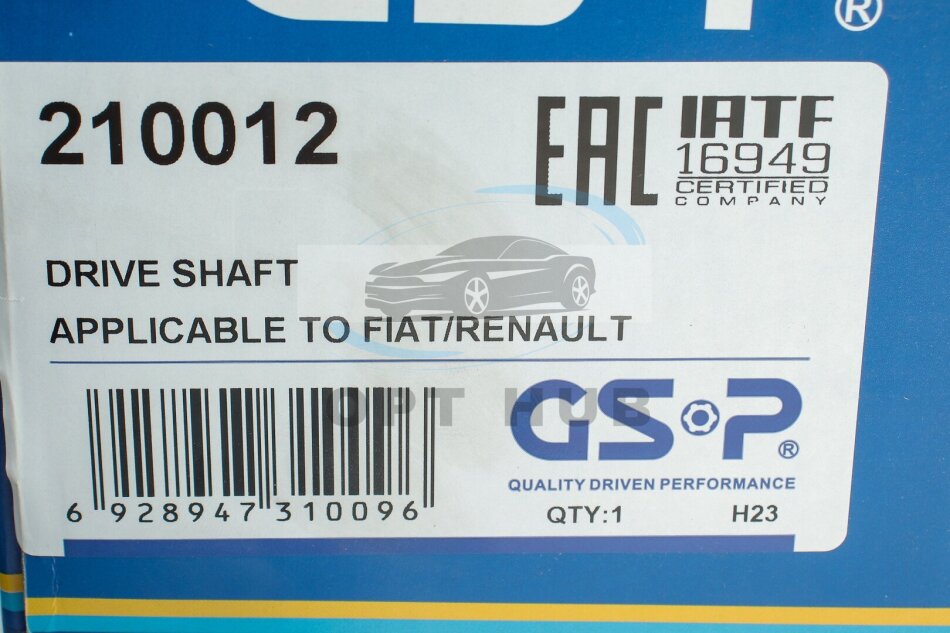 GSP ®
210012
EAC
IATF
16949
CERTIFIED
COMPANY
DRIVE SHAFT
APPLICABLE TO FIAT/RENAULT
OPT HUB
GSP ®
QUALITY DRIVEN PERFORMANCE
6 928947 310096
QTY:1 H23